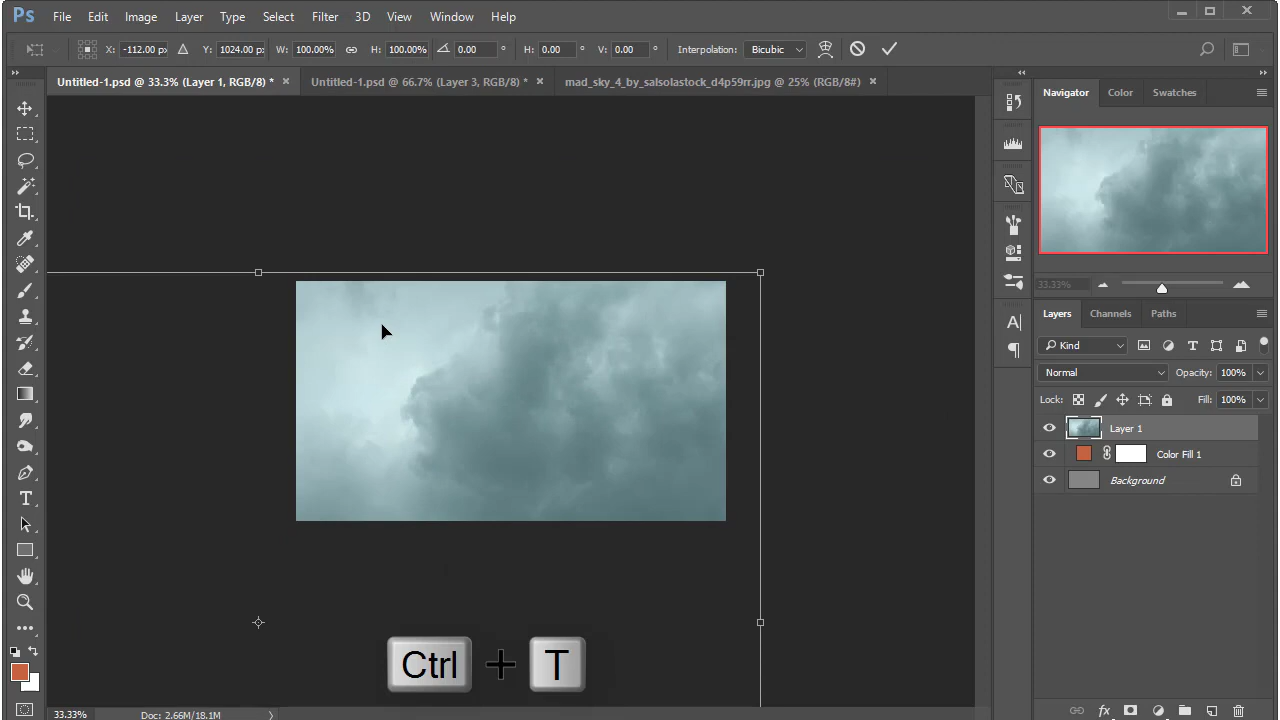 Ps File Edit Image Layer Type Select Filter 3D View Window Help
X: -112.00 px Y: 1024.00 px W: 100.00% H: 100.00% 0.00 ° H: 0.00 ° V: 0.00 ° Interpolation: Bicubic
Untitled-1.psd @ 33.3% (Layer 1, RGB/8) * Untitled-1.psd @ 66.7% (Layer 3, RGB/8) * mad_sky_4_by_salsolastock_d4p59rr.jpg @ 25% (RGB/8#)
Navigator Color Swatches
33.33%
Layers Channels Paths
Kind
Normal Opacity: 100%
Lock: Fill: 100%
Layer 1
Color Fill 1
Background
Ctrl + T
33.33% Doc: 2.66M/18.1M